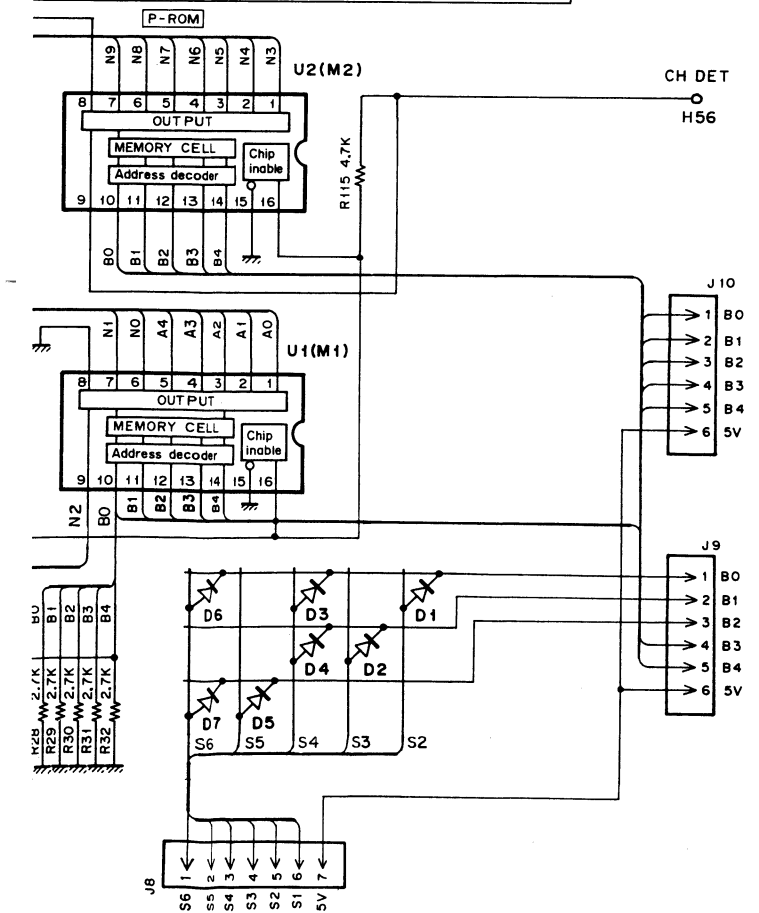 P-ROM
N9 N8 N7 N6 N5 N4 N3
U2(M2)
8 7 6 5 4 3 2 1
OUTPUT
MEMORY CELL
Address decoder
Chip
inable
9 10 11 12 13 14 15 16
B0 B1 B2 B3 B4
R115 4.7K
CH DET
H56
N1 N0 A4 A3 A2 A1 A0
U1(M1)
8 7 6 5 4 3 2 1
OUTPUT
MEMORY CELL
Address decoder
Chip
inable
9 10 11 12 13 14 15 16
N2 B0 B1 B2 B3 B4
J10
1 B0
2 B1
3 B2
4 B3
5 B4
6 5V
J9
1 B0
2 B1
3 B2
4 B3
5 B4
6 5V
B0 B1 B2 B3 B4
2.7K 2.7K 2.7K 2.7K 2.7K
R28 R29 R30 R31 R32
D6 D3 D1
D4 D2
D7 D5
S6 S5 S4 S3 S2
J8
1 2 3 4 5 6 7
S6 S5 S4 S3 S2 S1 5V